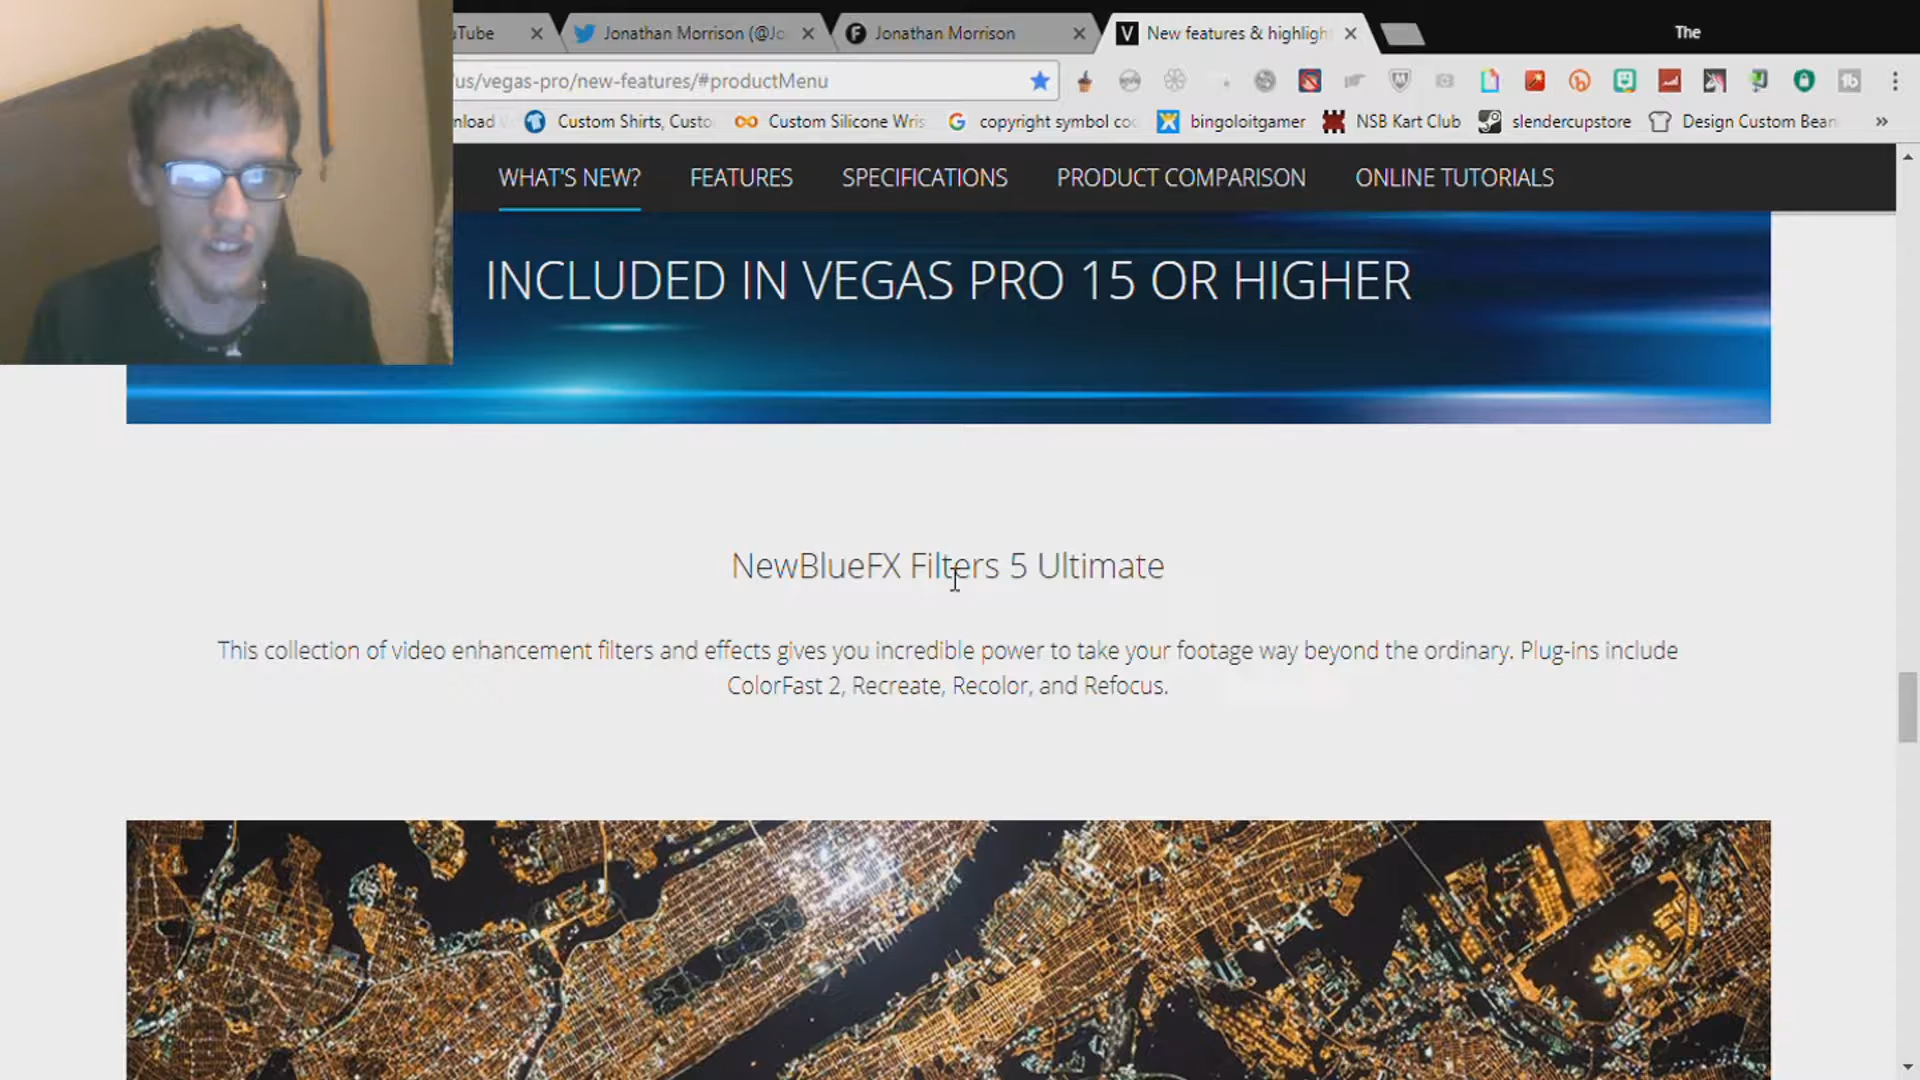 uTube
Jonathan Morrison (@Jo
Jonathan Morrison
New features & highligh
The
us/vegas-pro/new-features/#productMenu
nload
Custom Shirts, Custo
Custom Silicone Wris
copyright symbol co
bingoloitgamer
NSB Kart Club
slendercupstore
Design Custom Bean
WHAT'S NEW?
FEATURES
SPECIFICATIONS
PRODUCT COMPARISON
ONLINE TUTORIALS
INCLUDED IN VEGAS PRO 15 OR HIGHER
NewBlueFX Filters 5 Ultimate
This collection of video enhancement filters and effects gives you incredible power to take your footage way beyond the ordinary. Plug-ins include
ColorFast 2, Recreate, Recolor, and Refocus.